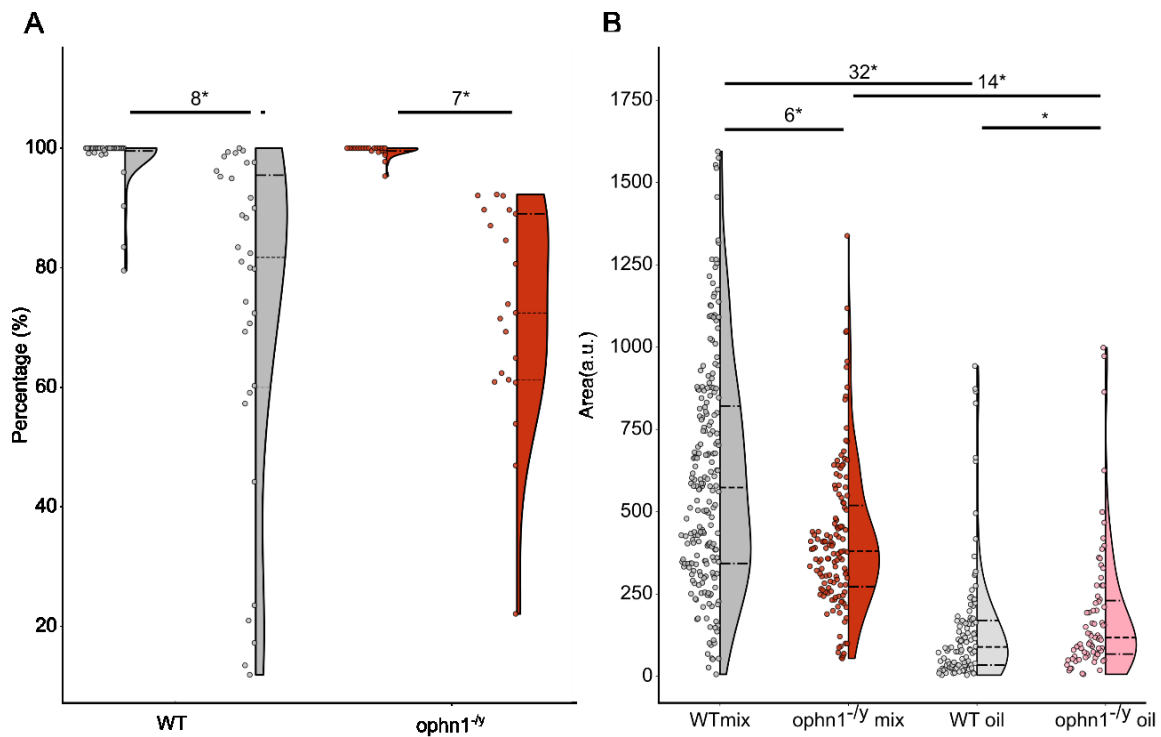 A
8*
7*
100
80
60
40
20
Percentage (%)
WT
ophn1-/y
B
32*
14*
6*
*
1750
1500
1250
1000
750
500
250
0
Area(a.u.)
WTmix
ophn1-/y mix
WT oil
ophn1-/y oil